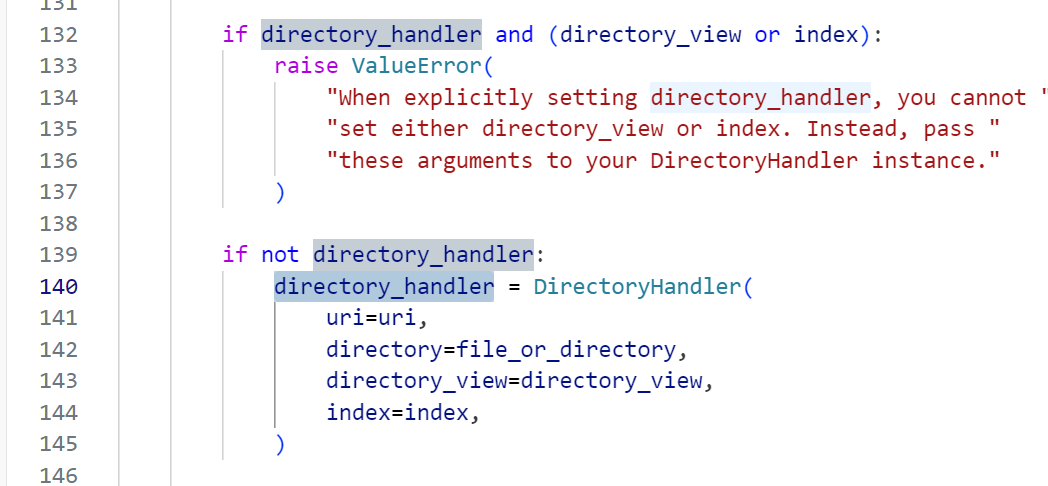 131
132 if directory_handler and (directory_view or index):
133 raise ValueError(
134 "When explicitly setting directory_handler, you cannot "
135 "set either directory_view or index. Instead, pass "
136 "these arguments to your DirectoryHandler instance."
137 )
138
139 if not directory_handler:
140 directory_handler = DirectoryHandler(
141 uri=uri,
142 directory=file_or_directory,
143 directory_view=directory_view,
144 index=index,
145 )
146